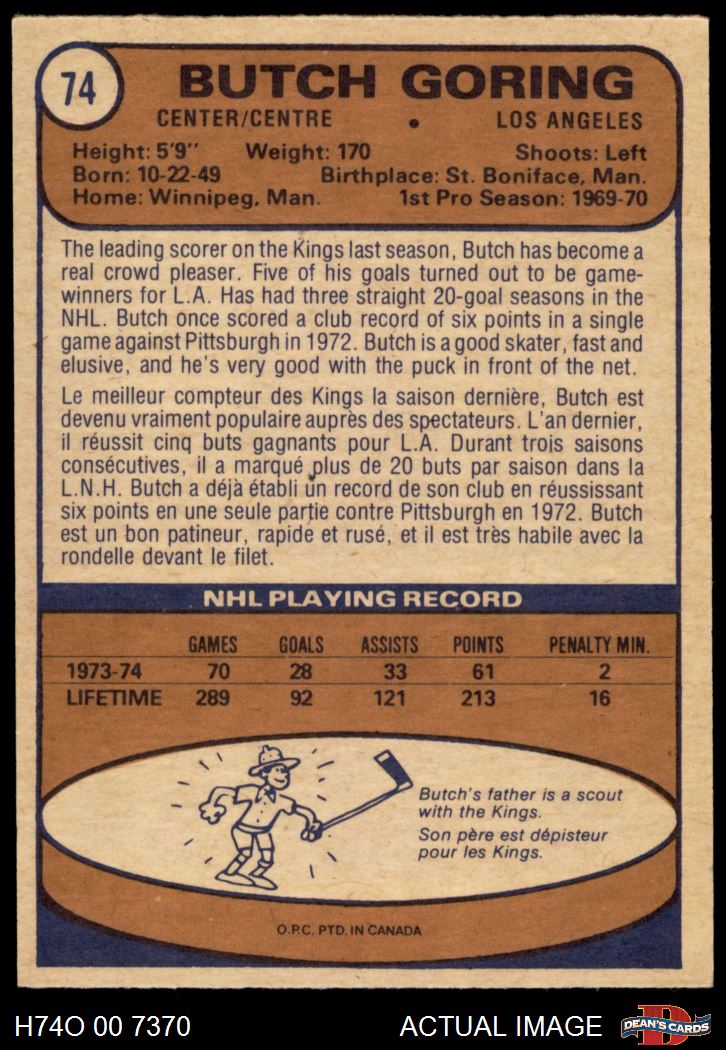 74
BUTCH GORING
CENTER/CENTRE • LOS ANGELES
Height: 5'9" Weight: 170 Shoots: Left
Born: 10-22-49 Birthplace: St. Boniface, Man.
Home: Winnipeg, Man. 1st Pro Season: 1969-70
The leading scorer on the Kings last season, Butch has become a
real crowd pleaser. Five of his goals turned out to be game-
winners for L.A. Has had three straight 20-goal seasons in the
NHL. Butch once scored a club record of six points in a single
game against Pittsburgh in 1972. Butch is a good skater, fast and
elusive, and he's very good with the puck in front of the net.
Le meilleur compteur des Kings la saison dernière, Butch est
devenu vraiment populaire auprès des spectateurs. L'an dernier,
il réussit cinq buts gagnants pour L.A. Durant trois saisons
consécutives, il a marqué plus de 20 buts par saison dans la
L.N.H. Butch a déjà établi un record de son club en réussissant
six points en une seule partie contre Pittsburgh en 1972. Butch
est un bon patineur, rapide et rusé, et il est très habile avec la
rondelle devant le filet.
NHL PLAYING RECORD
GAMES GOALS ASSISTS POINTS PENALTY MIN.
1973-74 70 28 33 61 2
LIFETIME 289 92 121 213 16
Butch's father is a scout
with the Kings.
Son père est dépisteur
pour les Kings.
O.P.C. PTD. IN CANADA
H74O 00 7370 ACTUAL IMAGE
D
DEAN'S CARDS